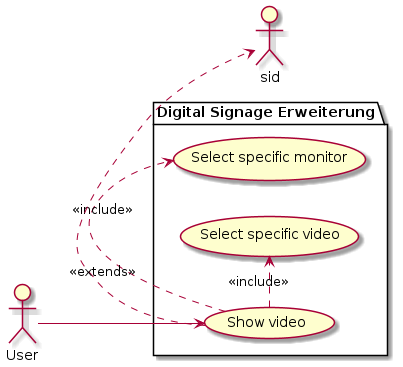 sid
Digital Signage Erweiterung
Select specific monitor
«include»
Select specific video
«extends»
«include»
Show video
User